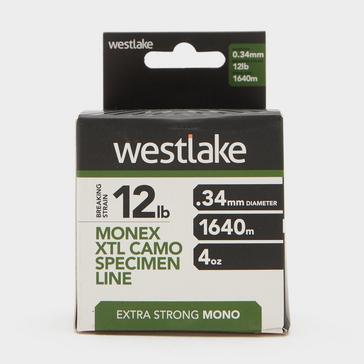 westlake
0.34mm
12lb
1640m
westlake
BREAKING
STRAIN
12lb
.34mm DIAMETER
1640m
4oz
MONEX
XTL CAMO
SPECIMEN
LINE
EXTRA STRONG MONO